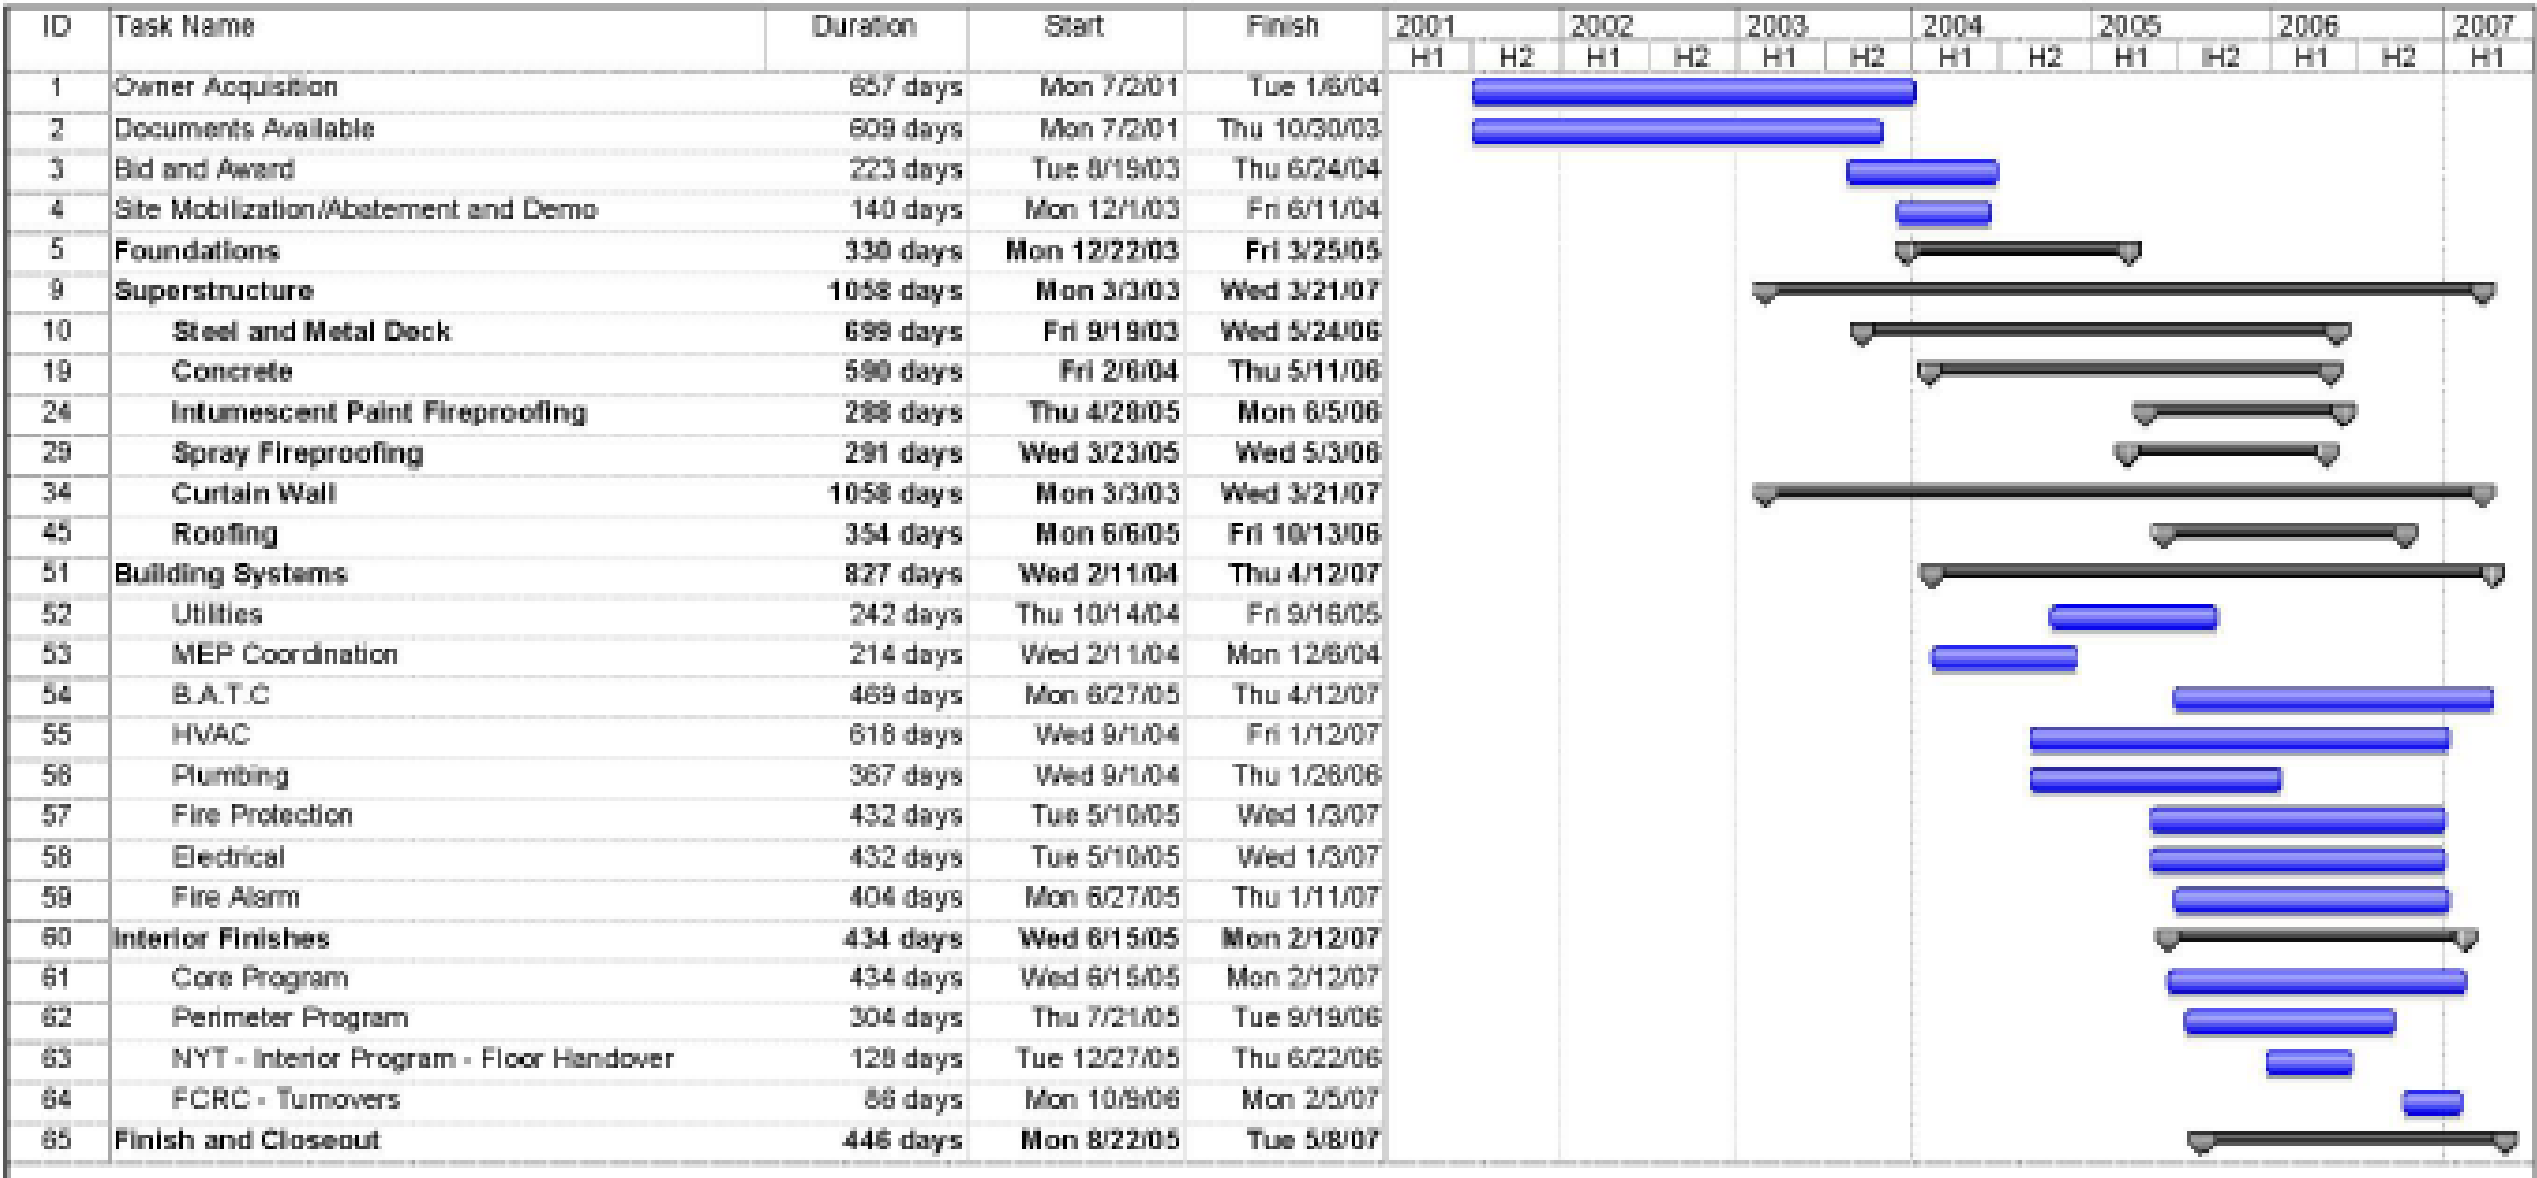 ID Task Name Duration Start Finish 2001 2002 2003 2004 2005 2006 2007
H1 H2 H1 H2 H1 H2 H1 H2 H1 H2 H1 H2 H1
1 Owner Acquisition 657 days Mon 7/2/01 Tue 1/6/04
2 Documents Available 609 days Mon 7/2/01 Thu 10/30/03
3 Bid and Award 223 days Tue 8/19/03 Thu 6/24/04
4 Site Mobilization/Abatement and Demo 140 days Mon 12/1/03 Fri 6/11/04
5 Foundations 330 days Mon 12/22/03 Fri 3/25/05
9 Superstructure 1058 days Mon 3/3/03 Wed 3/21/07
10 Steel and Metal Deck 699 days Fri 9/19/03 Wed 5/24/06
19 Concrete 590 days Fri 2/6/04 Thu 5/11/06
24 Intumescent Paint Fireproofing 288 days Thu 4/28/05 Mon 6/5/06
29 Spray Fireproofing 291 days Wed 3/23/05 Wed 5/3/06
34 Curtain Wall 1058 days Mon 3/3/03 Wed 3/21/07
45 Roofing 354 days Mon 6/6/05 Fri 10/13/06
51 Building Systems 827 days Wed 2/11/04 Thu 4/12/07
52 Utilities 242 days Thu 10/14/04 Fri 9/16/05
53 MEP Coordination 214 days Wed 2/11/04 Mon 12/6/04
54 B.A.T.C 469 days Mon 6/27/05 Thu 4/12/07
55 HVAC 618 days Wed 9/1/04 Fri 1/12/07
56 Plumbing 367 days Wed 9/1/04 Thu 1/26/06
57 Fire Protection 432 days Tue 5/10/05 Wed 1/3/07
58 Electrical 432 days Tue 5/10/05 Wed 1/3/07
59 Fire Alarm 404 days Mon 6/27/05 Thu 1/11/07
60 Interior Finishes 434 days Wed 6/15/05 Mon 2/12/07
61 Core Program 434 days Wed 6/15/05 Mon 2/12/07
62 Perimeter Program 304 days Thu 7/21/05 Tue 9/19/06
63 NYT - Interior Program - Floor Handover 128 days Tue 12/27/05 Thu 6/22/06
64 FCRC - Turnovers 86 days Mon 10/9/06 Mon 2/5/07
65 Finish and Closeout 446 days Mon 8/22/05 Tue 5/8/07